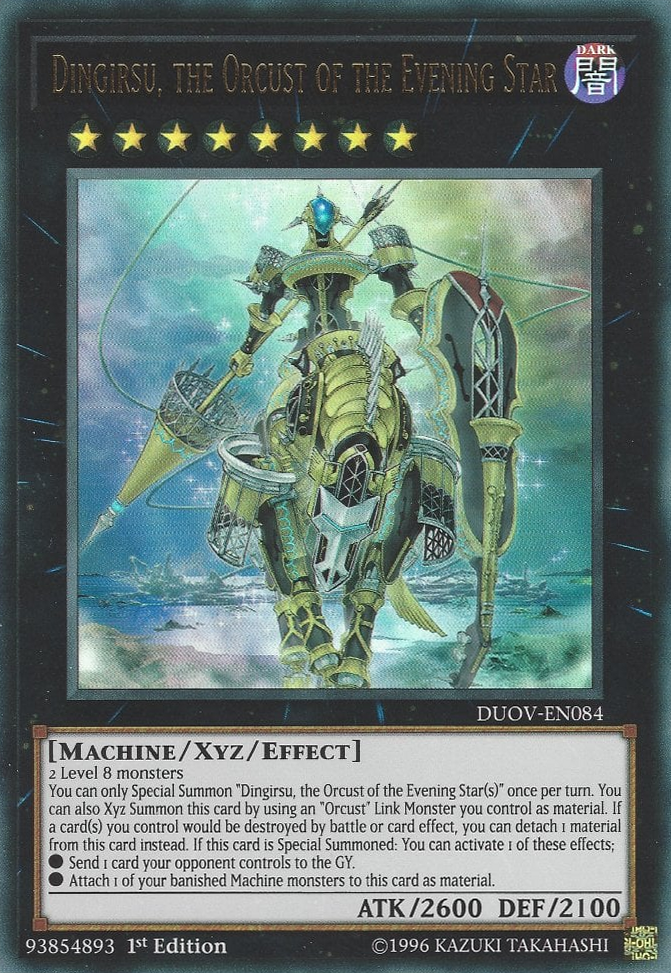 DINGIRSU, THE ORCUST OF THE EVENING STAR
DARK
闇
DUOV-EN084
[MACHINE/XYZ/EFFECT]
2 Level 8 monsters
You can only Special Summon "Dingirsu, the Orcust of the Evening Star(s)" once per turn. You
can also Xyz Summon this card by using an "Orcust" Link Monster you control as material. If
a card(s) you control would be destroyed by battle or card effect, you can detach 1 material
from this card instead. If this card is Special Summoned: You can activate 1 of these effects;
● Send 1 card your opponent controls to the GY.
● Attach 1 of your banished Machine monsters to this card as material.
ATK/2600 DEF/2100
93854893 1st Edition
©1996 KAZUKI TAKAHASHI